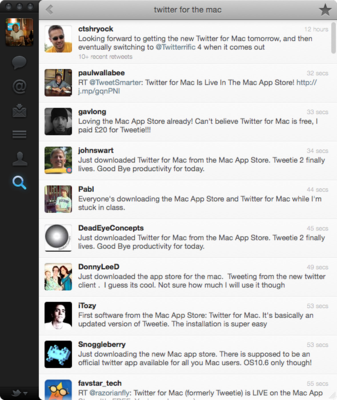 twitter for the mac
ctshryock 12 hours
Looking forward to getting the new Twitter for Mac tomorrow, and then
eventually switching to @Twitterrific 4 when it comes out
10+ recent retweets
paulwallabee 32 secs
RT @TweetSmarter: Twitter for Mac Is Live In The Mac App Store! http://
j.mp/gqnPNl
gavlong 33 secs
Loving the Mac App Store already! Can't believe Twitter for Mac is free, I
paid £20 for Tweetie!!!
johnswart 34 secs
Just downloaded Twitter for Mac from the Mac App Store. Tweetie 2 finally
lives. Good Bye productivity for today.
Pabl 44 secs
Everyone's downloading the Mac App Store and Twitter for Mac while I'm
stuck in class.
DeadEyeConcepts 45 secs
Just downloaded Twitter for Mac from the Mac App Store. Tweetie 2 finally
lives. Good Bye productivity for today.
DonnyLeeD 49 secs
Just downloaded the app store for the mac. Tweeting from the new twitter
client . I guess its cool. Not sure how much I will use it though
iTozy 53 secs
First software from the Mac App Store: Twitter for Mac. It's basically an
updated version of Tweetie. The installation is super easy
Snoggleberry 53 secs
Just downloading the new Mac app store. There is supposed to be an
official twitter app available for all you Mac users. OS10.6 only though!
favstar_tech 55 secs
RT @razorianfly: Twitter for Mac (formerly Tweetie) is LIVE on the Mac App